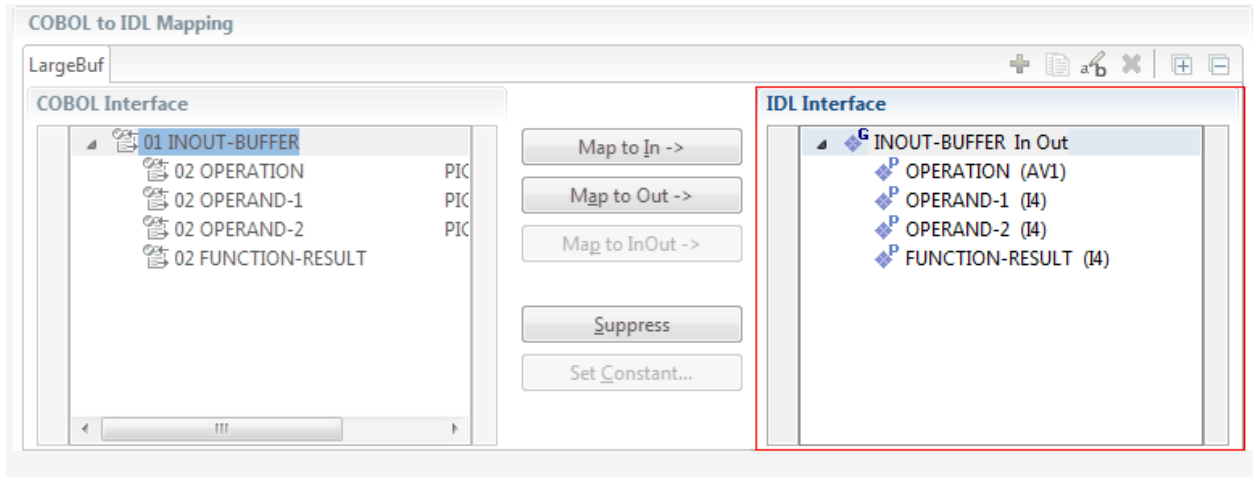 COBOL to IDL Mapping
LargeBuf
COBOL Interface
01 INOUT-BUFFER
02 OPERATION PIC
02 OPERAND-1 PIC
02 OPERAND-2 PIC
02 FUNCTION-RESULT
Map to In ->
Map to Out ->
Map to InOut ->
Suppress
Set Constant...
IDL Interface
G INOUT-BUFFER In Out
P OPERATION (AV1)
P OPERAND-1 (I4)
P OPERAND-2 (I4)
P FUNCTION-RESULT (I4)